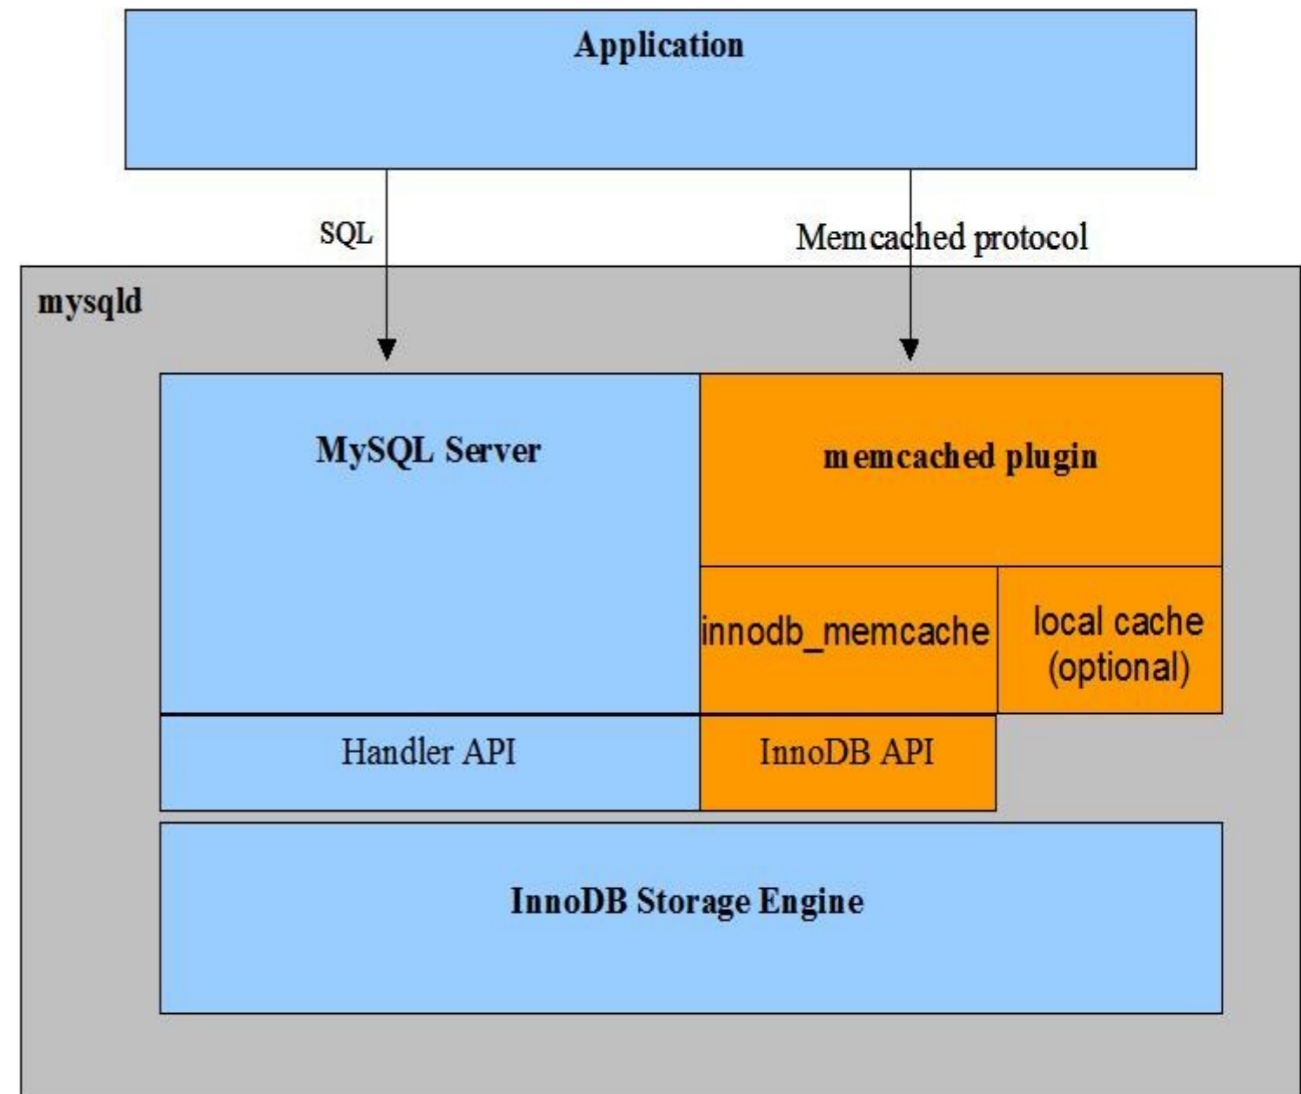 Application
SQL
Memcached protocol
mysqld
MySQL Server
memcached plugin
innodb_memcache
local cache
(optional)
Handler API
InnoDB API
InnoDB Storage Engine